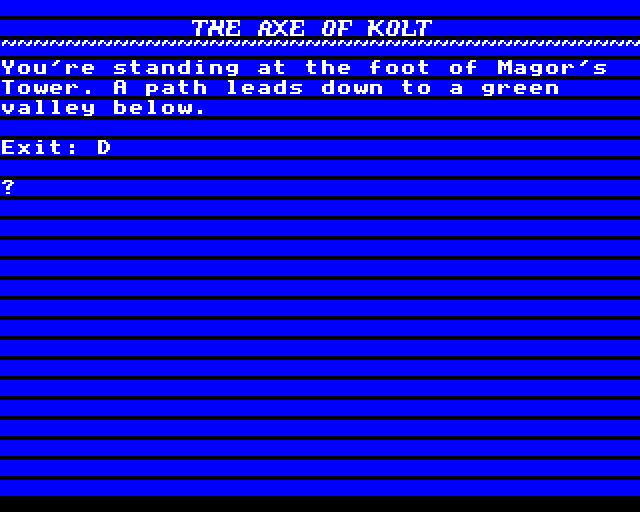 THE AXE OF KOLT
You're standing at the foot of Magor's
Tower. A path leads down to a green
valley below.
Exit: D
?